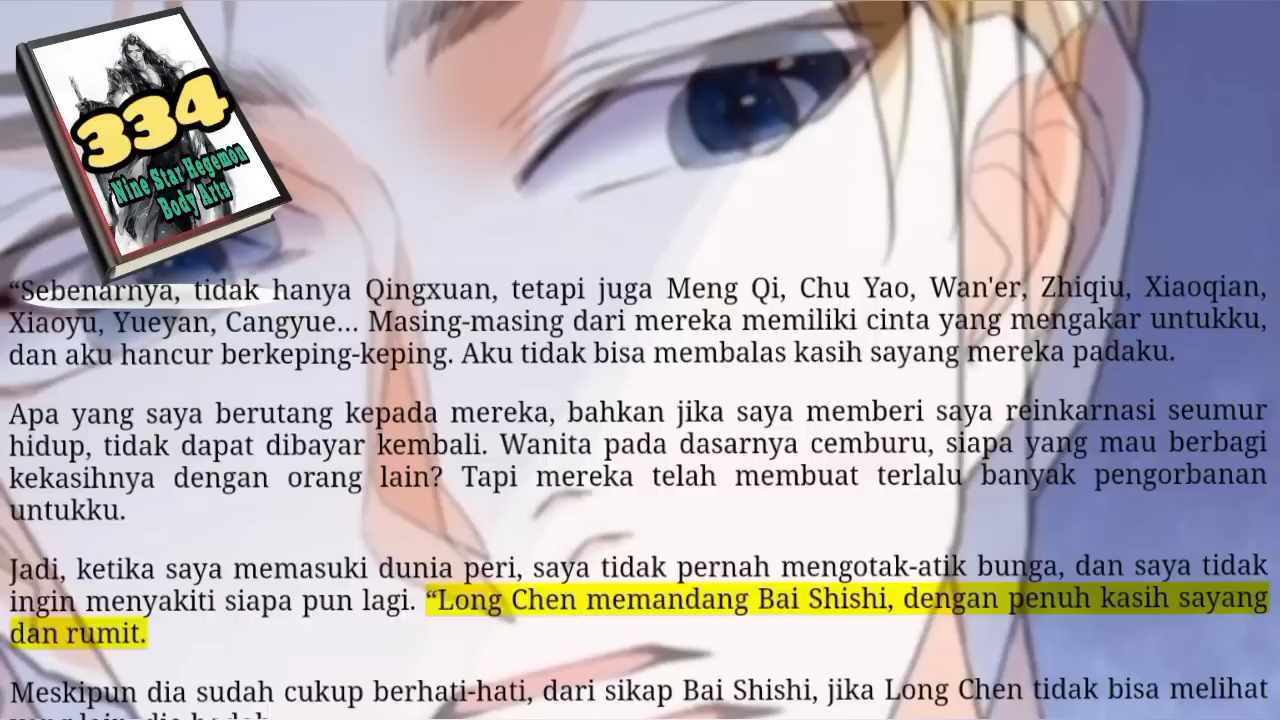 334
Nine Star Hegemon
Body Arts
“Sebenarnya, tidak hanya Qingxuan, tetapi juga Meng Qi, Chu Yao, Wan'er, Zhiqiu, Xiaoqian,
Xiaoyu, Yueyan, Cangyue... Masing-masing dari mereka memiliki cinta yang mengakar untukku,
dan aku hancur berkeping-keping. Aku tidak bisa membalas kasih sayang mereka padaku.
Apa yang saya berutang kepada mereka, bahkan jika saya memberi saya reinkarnasi seumur
hidup, tidak dapat dibayar kembali. Wanita pada dasarnya cemburu, siapa yang mau berbagi
kekasihnya dengan orang lain? Tapi mereka telah membuat terlalu banyak pengorbanan
untukku.
Jadi, ketika saya memasuki dunia peri, saya tidak pernah mengotak-atik bunga, dan saya tidak
ingin menyakiti siapa pun lagi. “Long Chen memandang Bai Shishi, dengan penuh kasih sayang
dan rumit.
Meskipun dia sudah cukup berhati-hati, dari sikap Bai Shishi, jika Long Chen tidak bisa melihat